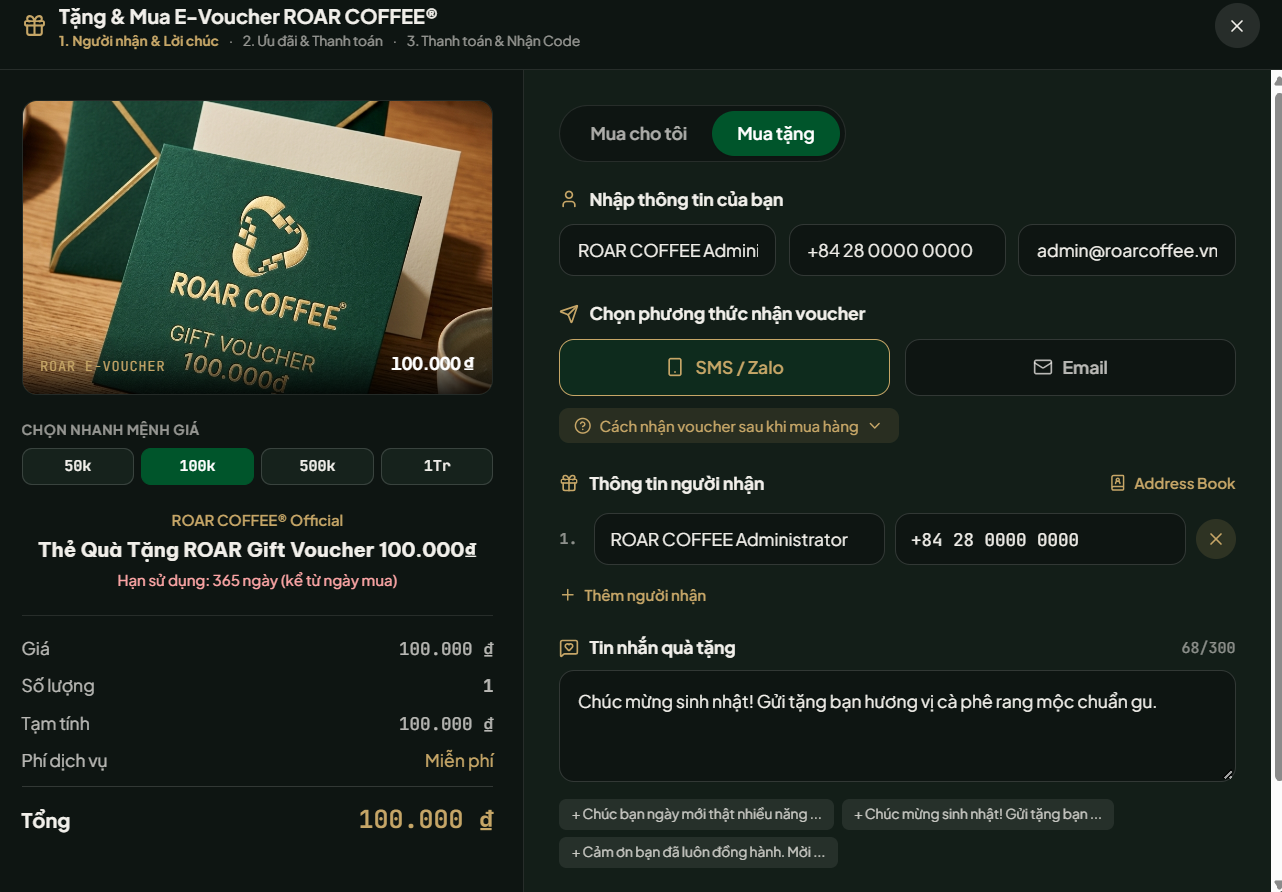 Tặng & Mua E-Voucher ROAR COFFEE®
1. Người nhận & Lời chúc · 2. Ưu đãi & Thanh toán · 3. Thanh toán & Nhận Code
ROAR COFFEE®
GIFT VOUCHER
100.000đ
ROAR E-VOUCHER
100.000 ₫
CHỌN NHANH MỆNH GIÁ
50k
100k
500k
1Tr
ROAR COFFEE® Official
Thẻ Quà Tặng ROAR Gift Voucher 100.000₫
Hạn sử dụng: 365 ngày (kể từ ngày mua)
Giá 100.000 ₫
Số lượng 1
Tạm tính 100.000 ₫
Phí dịch vụ Miễn phí
Tổng 100.000 ₫
Mua cho tôi
Mua tặng
Nhập thông tin của bạn
ROAR COFFEE Admini
+84 28 0000 0000
admin@roarcoffee.vn
Chọn phương thức nhận voucher
SMS / Zalo
Email
Cách nhận voucher sau khi mua hàng
Thông tin người nhận
Address Book
1. ROAR COFFEE Administrator
+84 28 0000 0000
+ Thêm người nhận
Tin nhắn quà tặng
68/300
Chúc mừng sinh nhật! Gửi tặng bạn hương vị cà phê rang mộc chuẩn gu.
+ Chúc bạn ngày mới thật nhiều năng ...
+ Chúc mừng sinh nhật! Gửi tặng bạn ...
+ Cảm ơn bạn đã luôn đồng hành. Mời ...